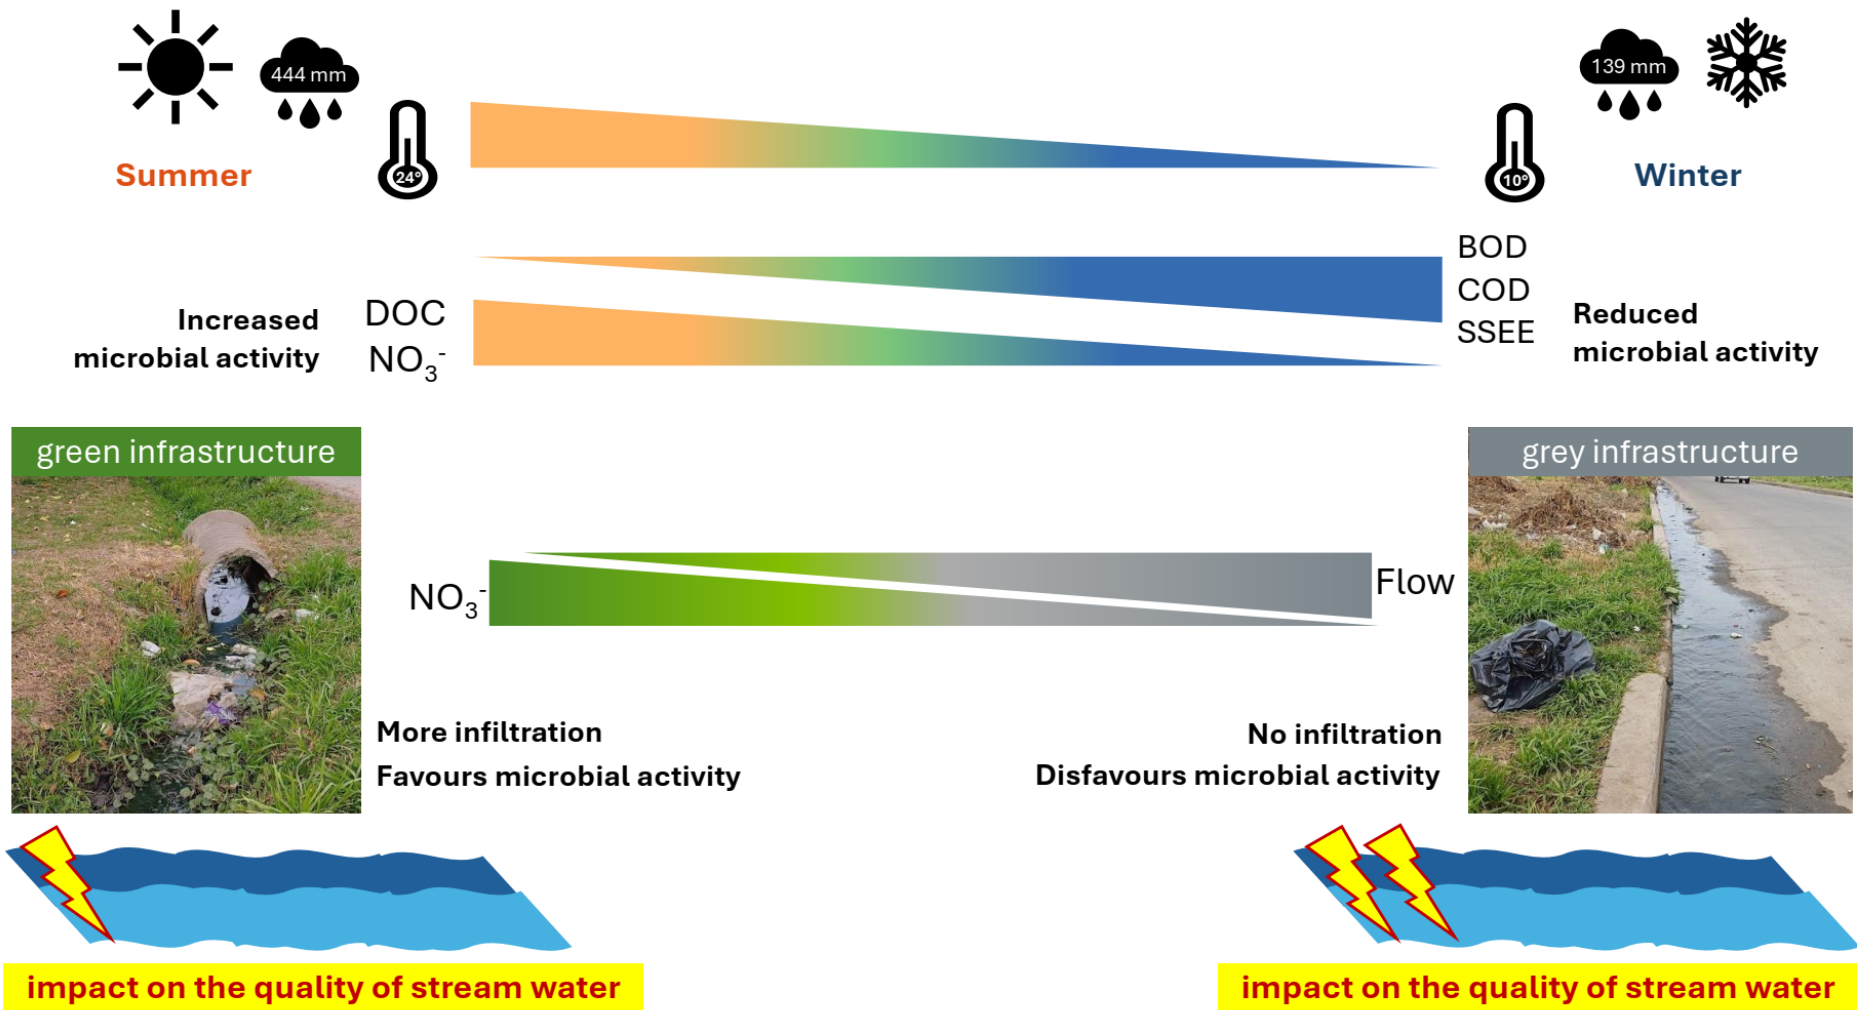 444 mm
139 mm
24º
10º
Summer
Winter
BOD
COD
SSEE
DOC
NO₃⁻
Increased
microbial activity
Reduced
microbial activity
green infrastructure
grey infrastructure
NO₃⁻
Flow
More infiltration
Favours microbial activity
No infiltration
Disfavours microbial activity
impact on the quality of stream water
impact on the quality of stream water